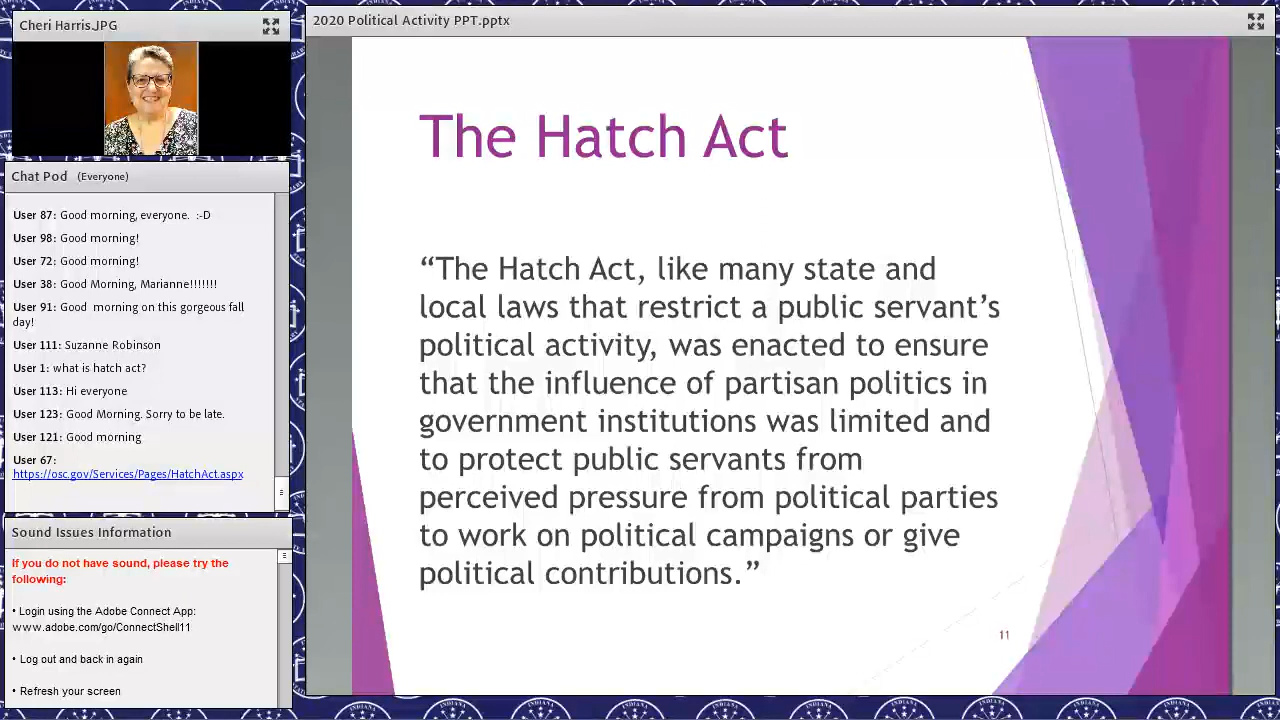 Cheri Harris.JPG
Chat Pod (Everyone)
User 87: Good morning, everyone. :-D
User 98: Good morning!
User 72: Good morning!
User 38: Good Morning, Marianne!!!!!!!
User 91: Good morning on this gorgeous fall
day!
User 111: Suzanne Robinson
User 1: what is hatch act?
User 113: Hi everyone
User 123: Good Morning. Sorry to be late.
User 121: Good morning
User 67:
https://osc.gov/Services/Pages/HatchAct.aspx
Sound Issues Information
If you do not have sound, please try the
following:
• Login using the Adobe Connect App:
www.adobe.com/go/ConnectShell11
• Log out and back in again
• Refresh your screen
2020 Political Activity PPT.pptx
The Hatch Act
“The Hatch Act, like many state and
local laws that restrict a public servant’s
political activity, was enacted to ensure
that the influence of partisan politics in
government institutions was limited and
to protect public servants from
perceived pressure from political parties
to work on political campaigns or give
political contributions.”
11